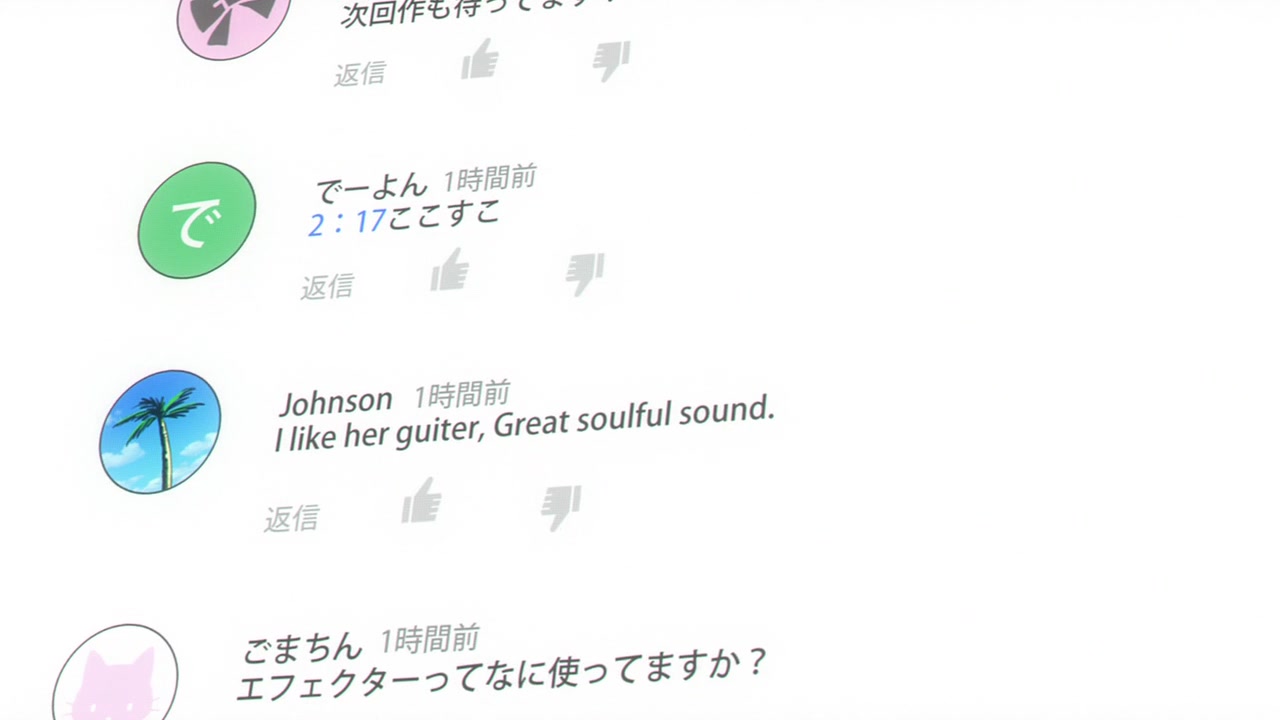 次回作も待ってます
返信
で
でーよん 1時間前
2：17ここすこ
返信
Johnson 1時間前
I like her guiter, Great soulful sound.
返信
ごまちん 1時間前
エフェクターってなに使ってますか？